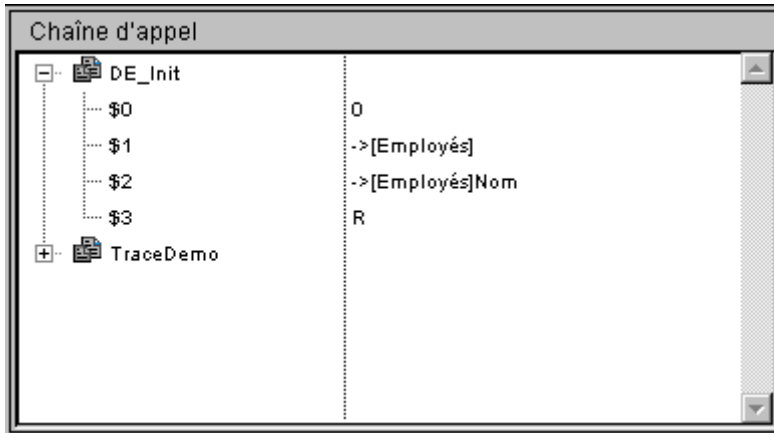 Chaîne d'appel
DE_Init
$0 0
$1 ->[Employés]
$2 ->[Employés]Nom
$3 R
TraceDemo